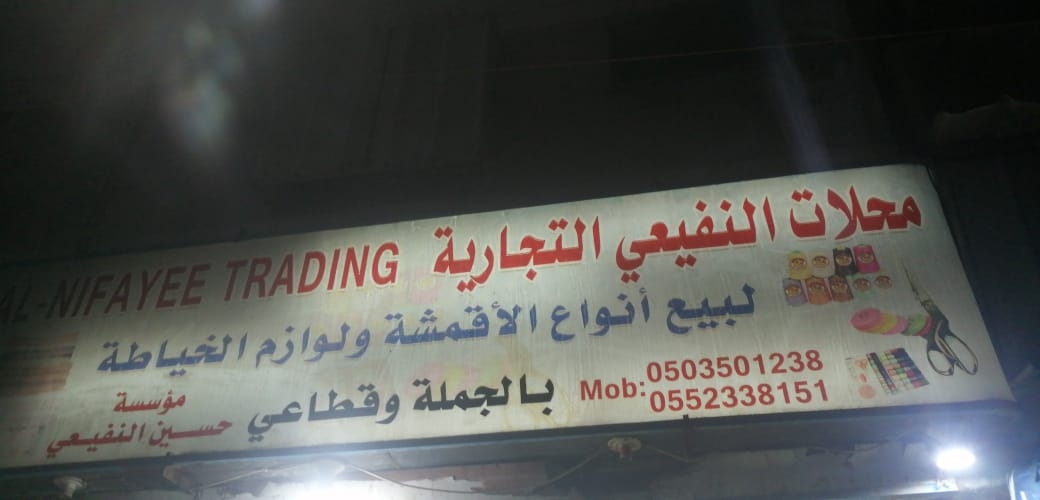 محلات النفيعي التجارية AL-NIFAYEE TRADING
لبيع أنواع الأقمشة ولوازم الخياطة
بالجملة وقطاعي
Mob: 0503501238
0552338151
مؤسسة
حسين النفيعي